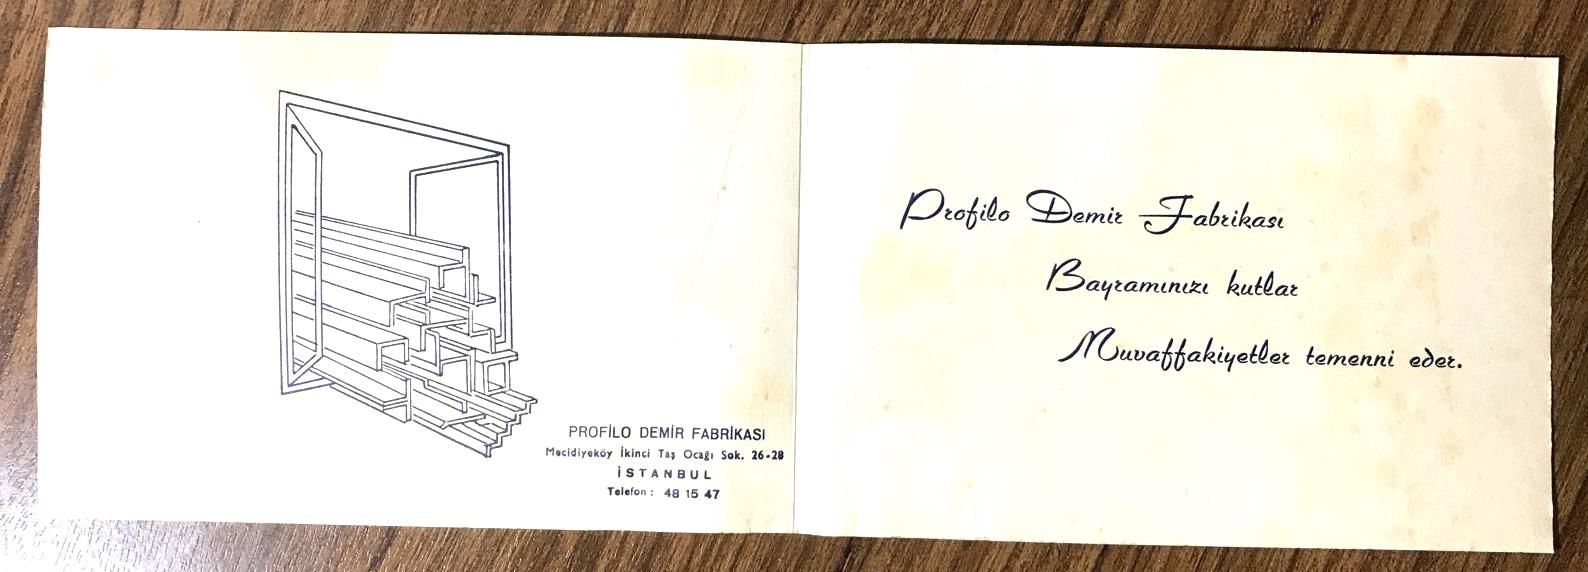 PROFİLO DEMİR FABRİKASI
Mecidiyeköy İkinci Taş Ocağı Sok. 26-28
İSTANBUL
Telefon : 48 15 47
Profilo Demir Fabrikası
Bayramınızı kutlar
Muvaffakiyetler temenni eder.